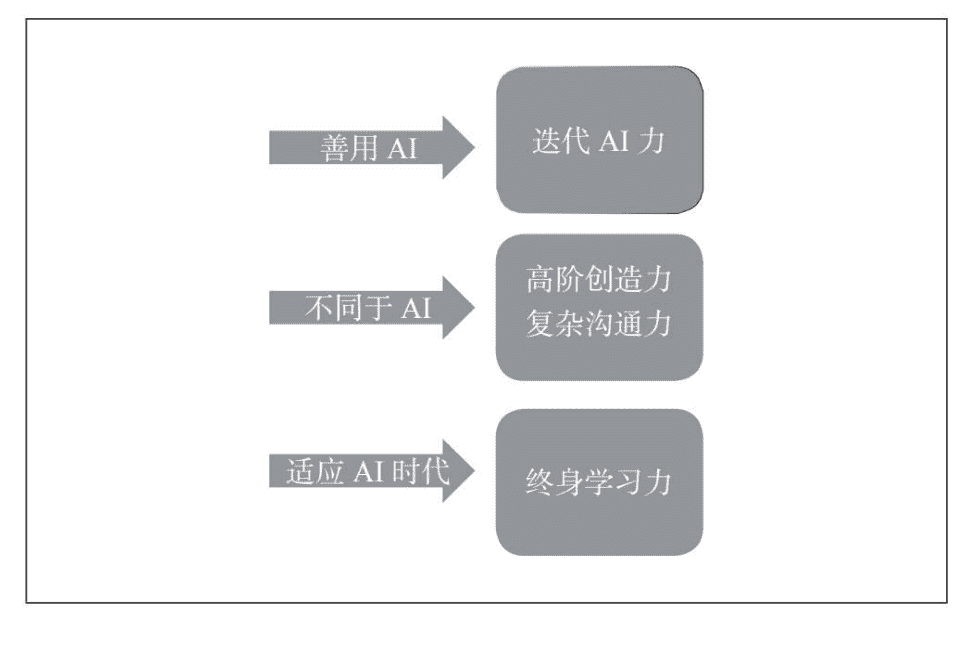 善用 AI
迭代 AI 力
不同于 AI
高阶创造力
复杂沟通力
适应 AI 时代
终身学习力